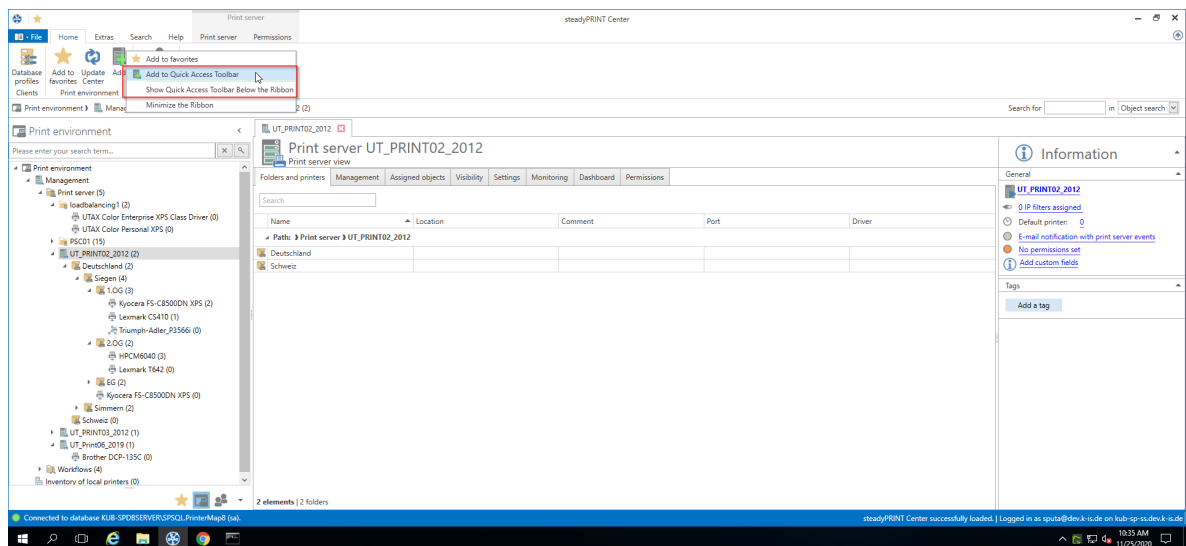 Print server
steadyPRINT Center
File Home Extras Search Help Print server Permissions
Database profiles
Add to favorites
Update Center
Add
Clients
Print environment
Add to favorites
Add to Quick Access Toolbar
Show Quick Access Toolbar Below the Ribbon
Minimize the Ribbon
Print environment
2 (2)
Search for in Object search
Print environment
Please enter your search term...
Print environment
Management
Print server (5)
loadbalancing1 (2)
UTAX Color Enterprise XPS Class Driver (0)
UTAX Color Personal XPS (0)
PSC01 (15)
UT_PRINT02_2012 (2)
Deutschland (2)
Siegen (4)
1.OG (3)
Kyocera FS-C8500DN XPS (2)
Lexmark CS410 (1)
Triumph-Adler_P3566i (0)
2.OG (2)
HPCM6040 (3)
Lexmark T642 (0)
EG (2)
Kyocera FS-C8500DN XPS (0)
Simmern (2)
Schweiz (0)
UT_PRINT03_2012 (1)
UT_Print06_2019 (1)
Brother DCP-135C (0)
Workflows (4)
Inventory of local printers (0)
UT_PRINT02_2012
Print server UT_PRINT02_2012
Print server view
Folders and printers Management Assigned objects Visibility Settings Monitoring Dashboard Permissions
Search
Name Location Comment Port Driver
Path: Print server UT_PRINT02_2012
Deutschland
Schweiz
2 elements | 2 folders
Information
General
UT_PRINT02_2012
0 IP filters assigned
Default printer: 0
E-mail notification with print server events
No permissions set
Add custom fields
Tags
Add a tag
Connected to database KUB-SPDBSERVER\SPSQL.PrinterMap8 (sa).
steadyPRINT Center successfully loaded. | Logged in as sputa@dev.k-is.de on kub-sp-ss.dev.k-is.de
10:35 AM
11/25/2020